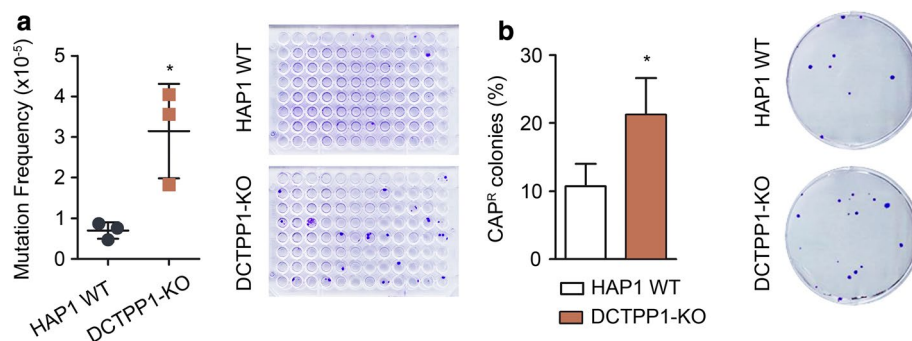 a
Mutation Frequency (x10⁻⁵)
5
4
3
2
1
0
*
HAP1 WT
DCTPP1-KO
HAP1 WT
DCTPP1-KO
b
CAPᴿ colonies (%)
30
20
10
0
*
HAP1 WT
DCTPP1-KO
HAP1 WT
DCTPP1-KO